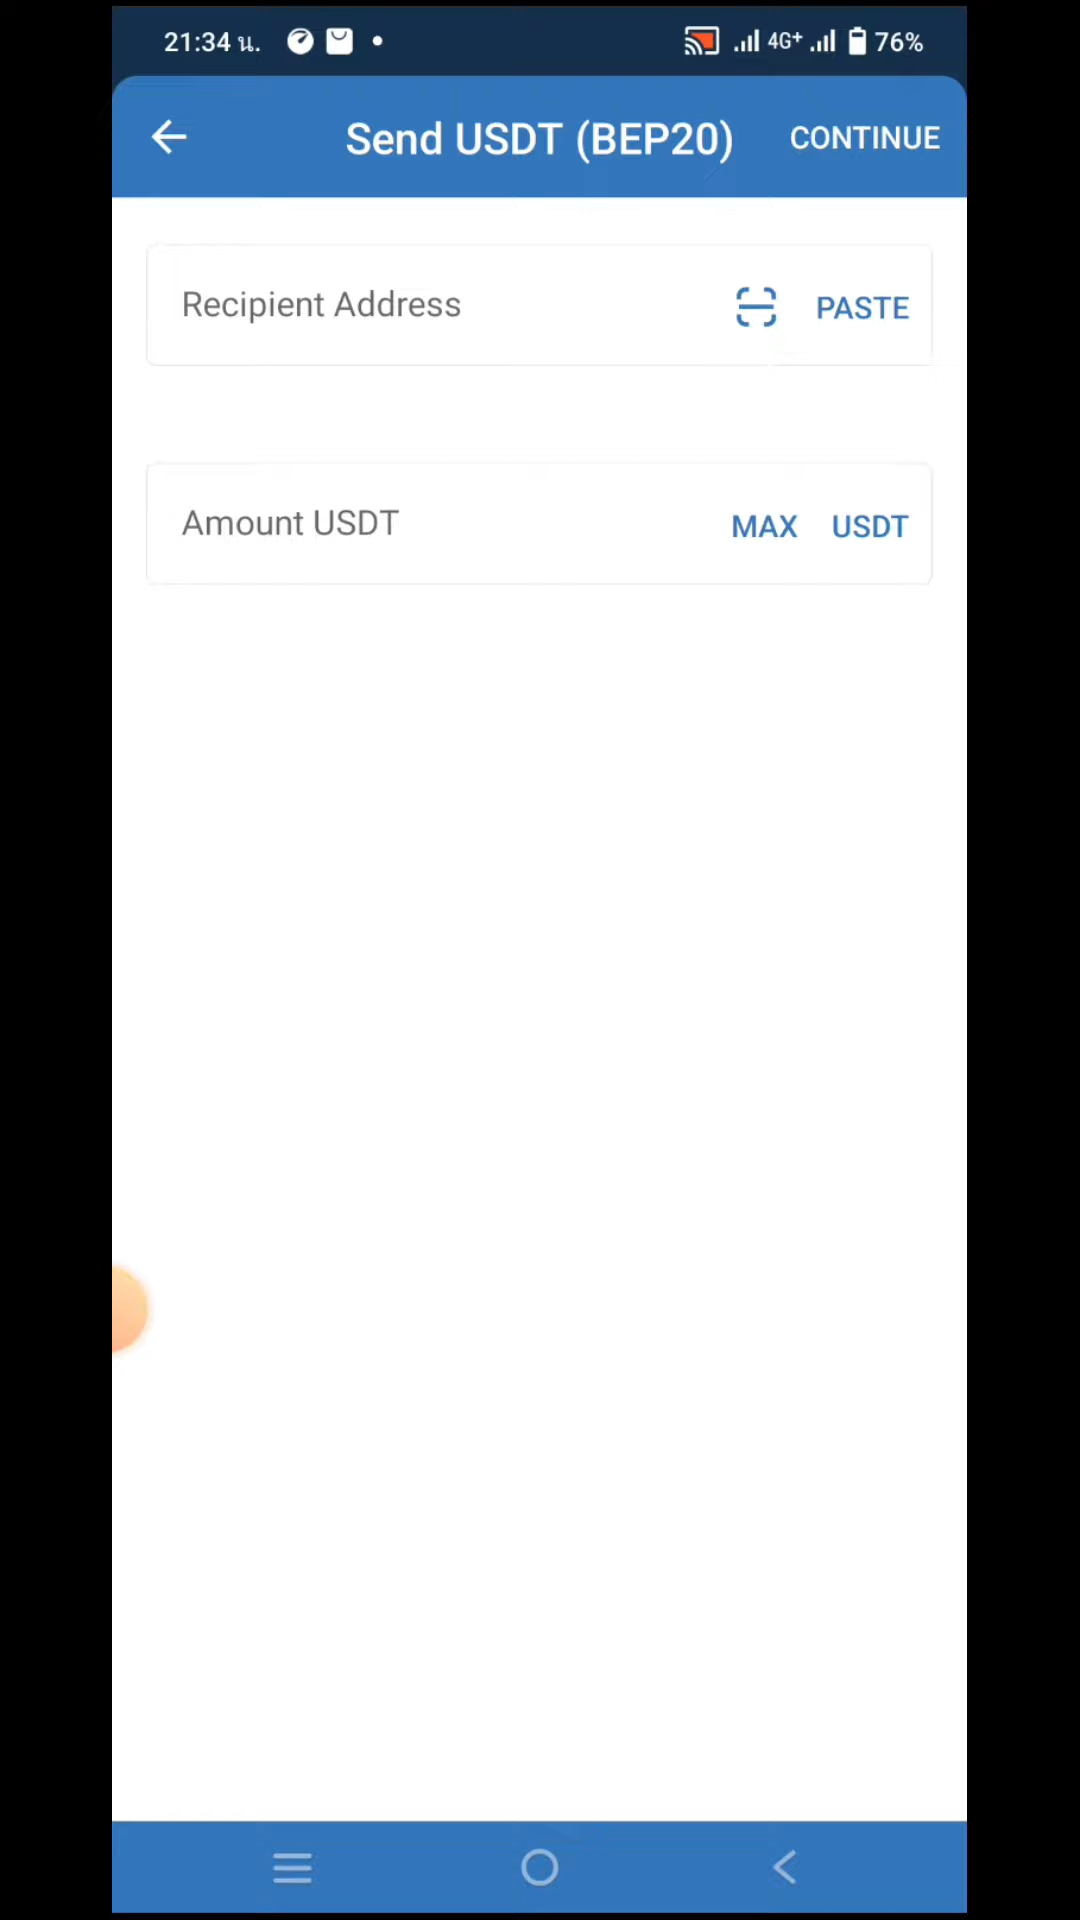 21:34 น. 4G+ 76%
Send USDT (BEP20) CONTINUE
Recipient Address PASTE
Amount USDT MAX USDT